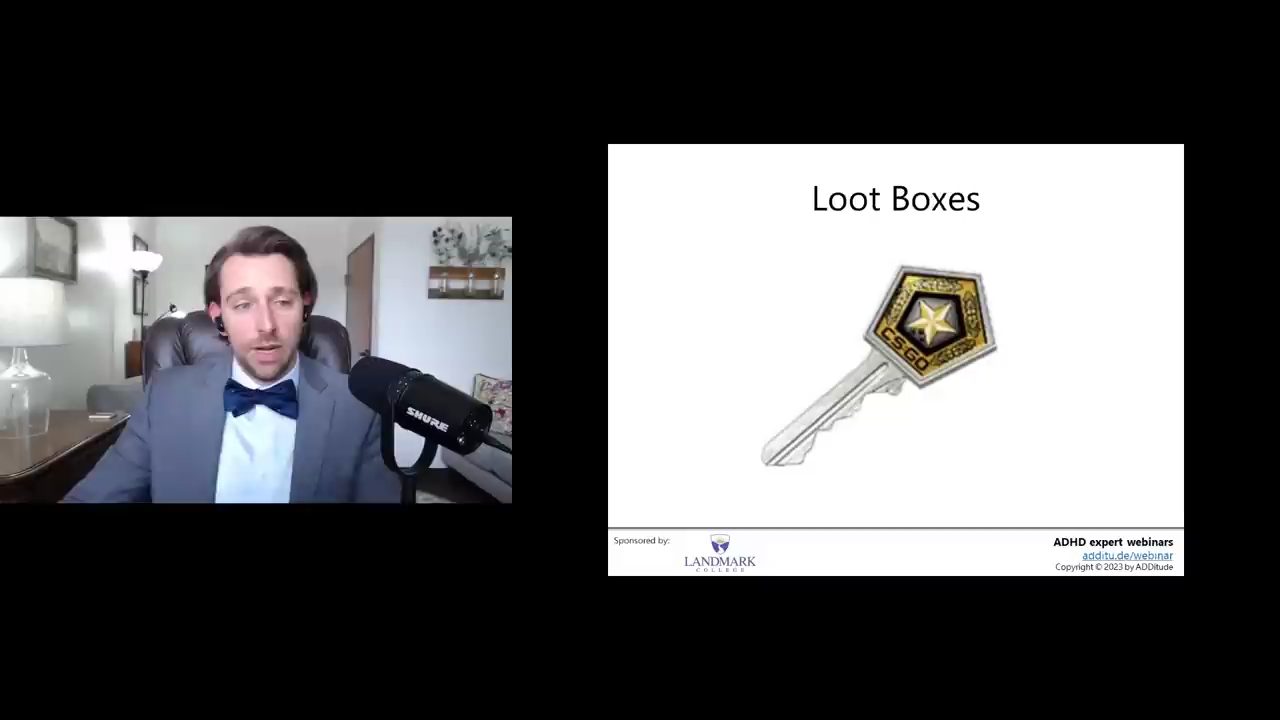 SHURE
Loot Boxes
CS:GO
Sponsored by:
LANDMARK
COLLEGE
ADHD expert webinars
additu.de/webinar
Copyright © 2023 by ADDitude